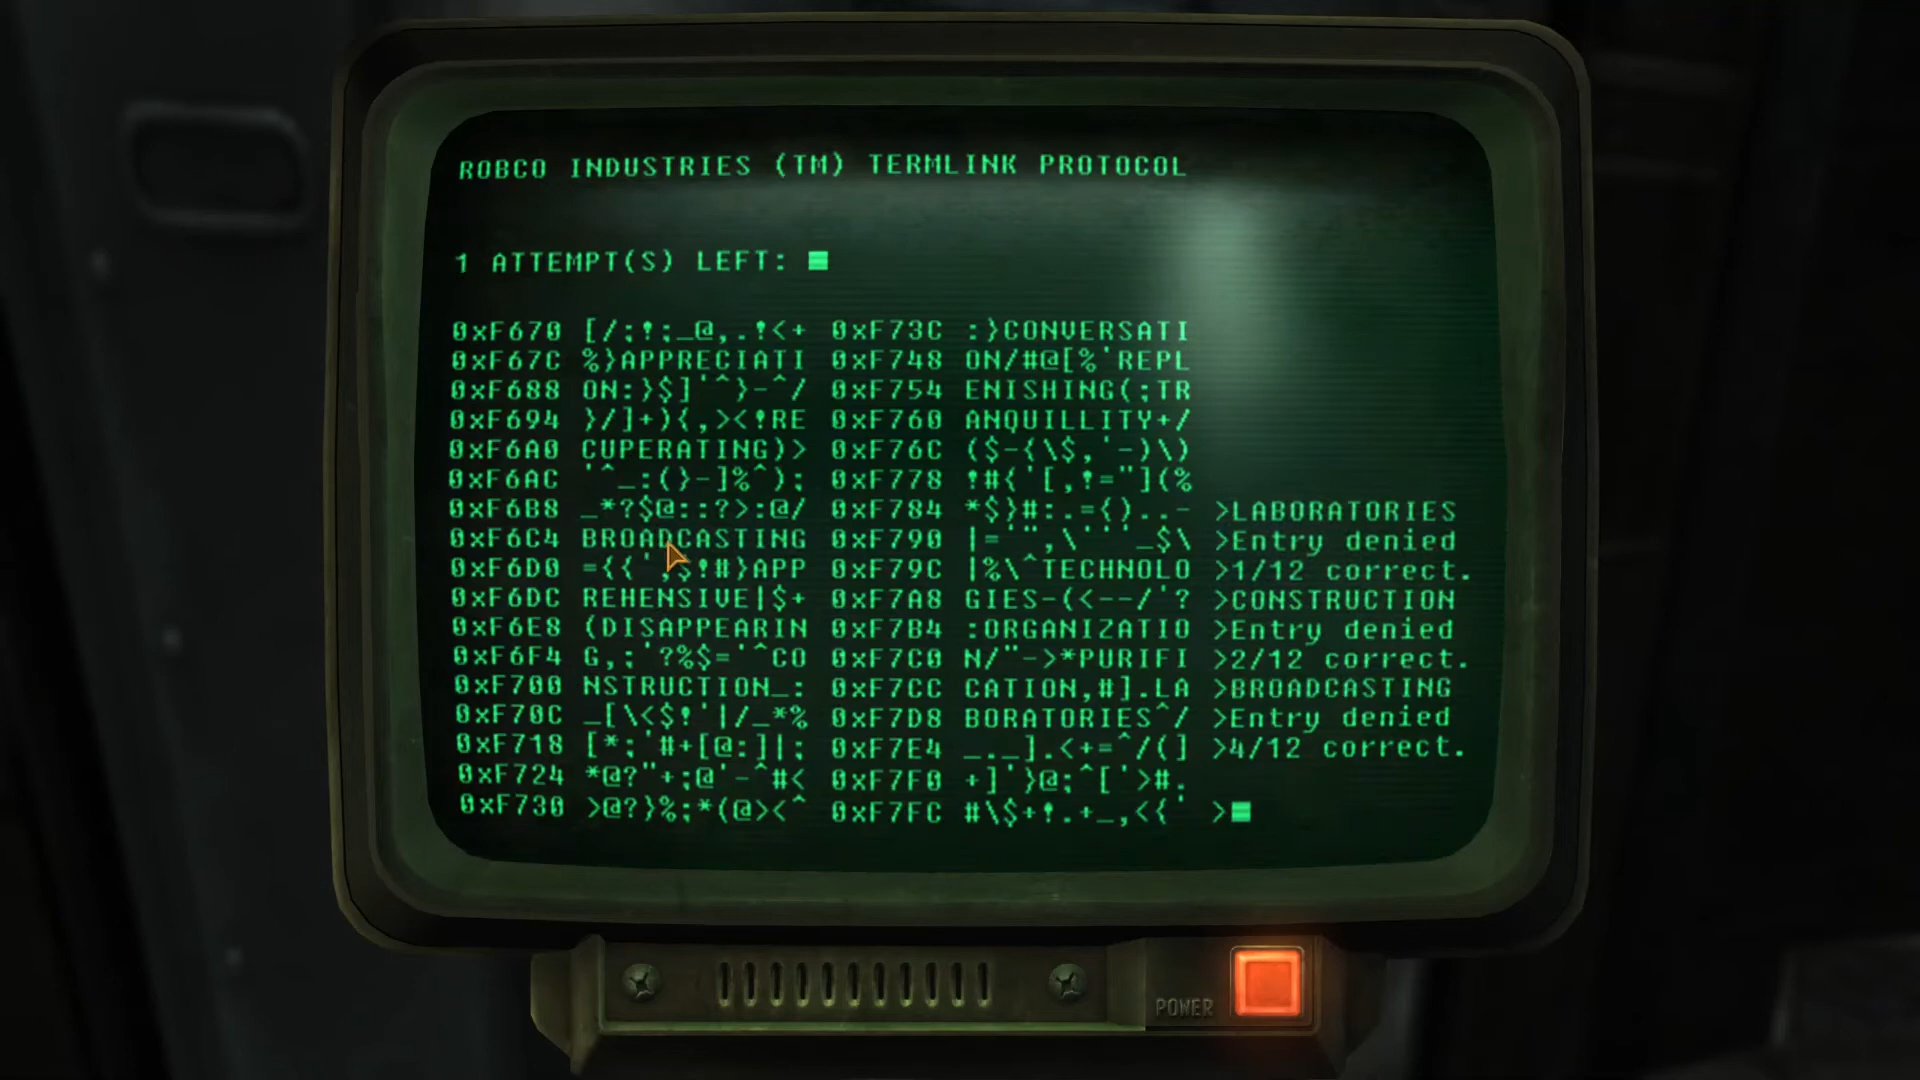 ROBCO INDUSTRIES (TM) TERMLINK PROTOCOL
1 ATTEMPT(S) LEFT: ■
0xF670 [/;!;_@,.!<+ 0xF73C :}CONVERSATI
0xF67C %}APPRECIATI 0xF748 ON/#@[%'REPL
0xF688 ON:}$]'^}-^/ 0xF754 ENISHING(;TR
0xF694 }/]+){,><!RE 0xF760 ANQUILLITY+/
0xF6A0 CUPERATING)> 0xF76C ($-{\$,'-)\)
0xF6AC '^_:(}-]%^); 0xF778 !#{'[,!="](%
0xF6B8 _*?$@::?>:@/ 0xF784 *$}#:.={}..- >LABORATORIES
0xF6C4 BROADCASTING 0xF790 |='",\'''_$\ >Entry denied
0xF6D0 ={{',$!#}APP 0xF79C |%\^TECHNOLO >1/12 correct.
0xF6DC REHENSIVE|$+ 0xF7A8 GIES-(<--/'? >CONSTRUCTION
0xF6E8 (DISAPPEARIN 0xF7B4 :ORGANIZATIO >Entry denied
0xF6F4 G,;'?%$='^CO 0xF7C0 N/"->*PURIFI >2/12 correct.
0xF700 NSTRUCTION_: 0xF7CC CATION,#].LA >BROADCASTING
0xF70C _[\<$!'|/_*% 0xF7D8 BORATORIES^/ >Entry denied
0xF718 [*;'#+[@:]|; 0xF7E4 _._].<+=^/(] >4/12 correct.
0xF724 *@?"+;@'-^#< 0xF7F0 +]'}@;^['>#.
0xF730 >@?}%;*(@><^ 0xF7FC #\$+!.+_,<{' >■
POWER